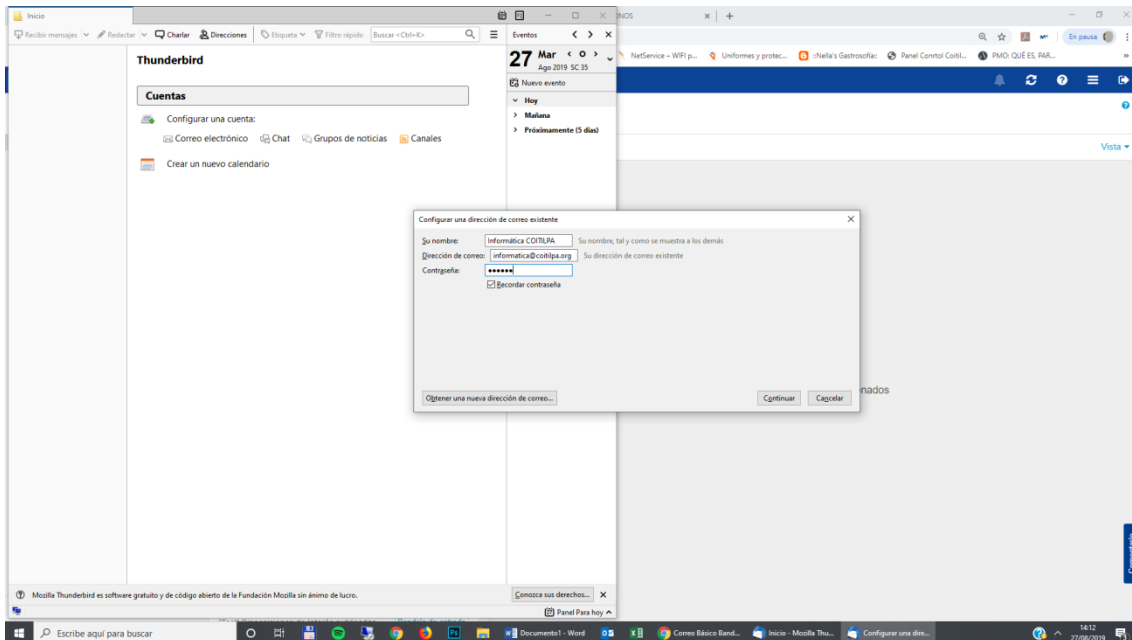 Inicio
Recibir mensajes Redactar Charlar Direcciones Etiqueta Filtro rápido Buscar <Ctrl+K>
Thunderbird
Cuentas
Configurar una cuenta:
Correo electrónico Chat Grupos de noticias Canales
Crear un nuevo calendario
Eventos
27 Mar
Ago 2019 SC 35
Nuevo evento
Hoy
Mañana
Próximamente (5 días)
NOS
En pausa
NetService – WIFI p... Uniformes y protec... ::Nella's Gastrosofía:: Panel Conrtol Coitil... PMO: QUÉ ES, PAR...
Vista
Configurar una dirección de correo existente
Su nombre: Informática COITILPA Su nombre, tal y como se muestra a los demás
Dirección de correo: informatica@coitilpa.org Su dirección de correo existente
Contraseña: ••••••
Recordar contraseña
Obtener una nueva dirección de correo... Continuar Cancelar
nados
Mozilla Thunderbird es software gratuito y de código abierto de la Fundación Mozilla sin ánimo de lucro. Conozca sus derechos...
Panel Para hoy
Escribe aquí para buscar
Documento1 - Word Correo Básico Band... Inicio - Mozilla Thu... Configurar una dire...
14:12
27/08/2019